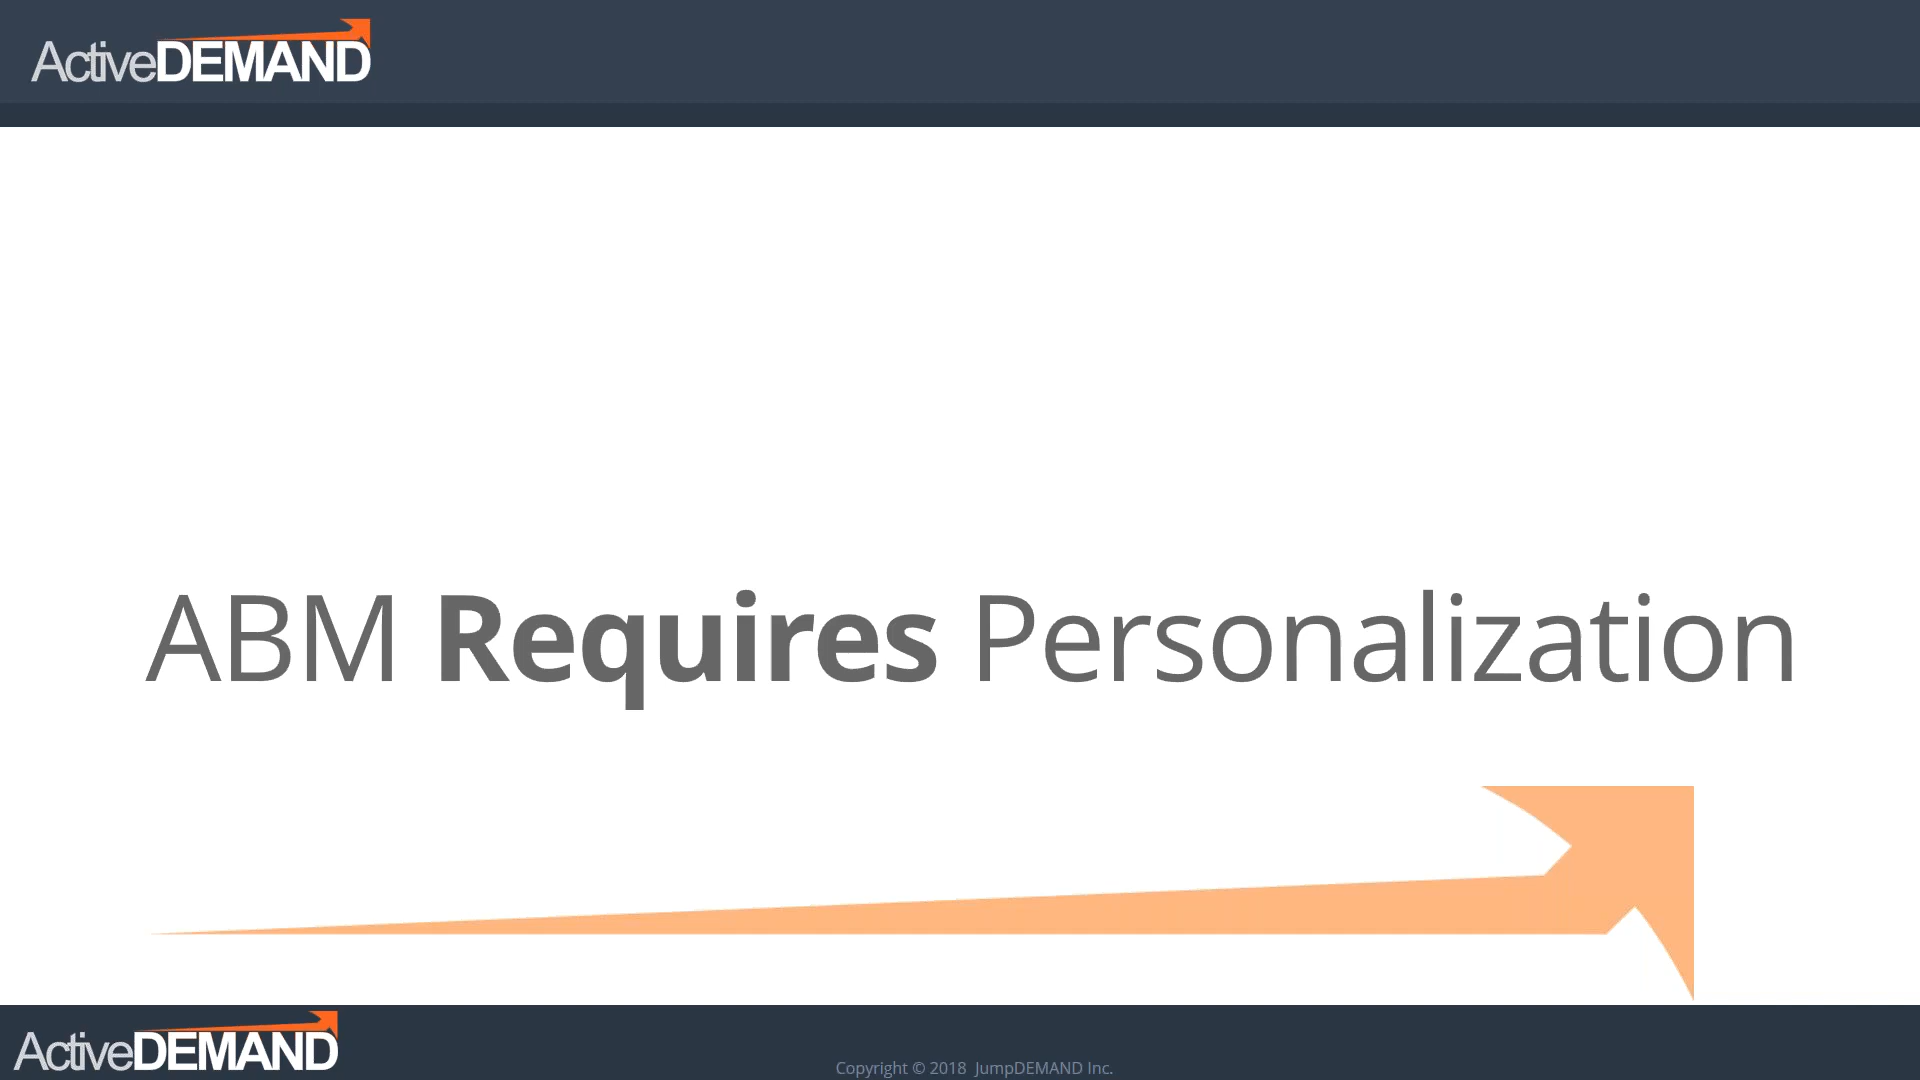 ActiveDEMAND
ABM Requires Personalization
ActiveDEMAND
Copyright © 2018 JumpDEMAND Inc.